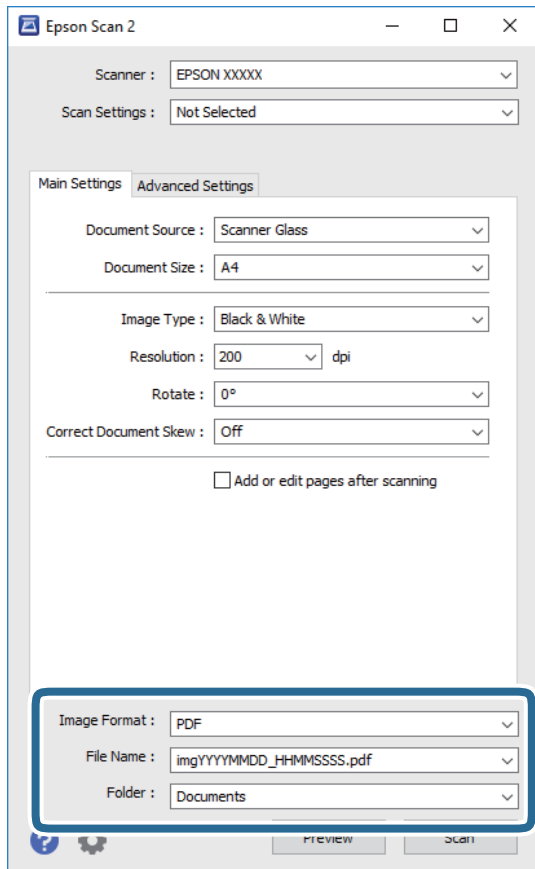 Epson Scan 2
Scanner : EPSON XXXXX
Scan Settings : Not Selected
Main Settings Advanced Settings
Document Source : Scanner Glass
Document Size : A4
Image Type : Black & White
Resolution : 200 dpi
Rotate : 0°
Correct Document Skew : Off
Add or edit pages after scanning
Image Format : PDF
File Name : imgYYYYMMDD_HHMMSSSS.pdf
Folder : Documents
? Preview Scan